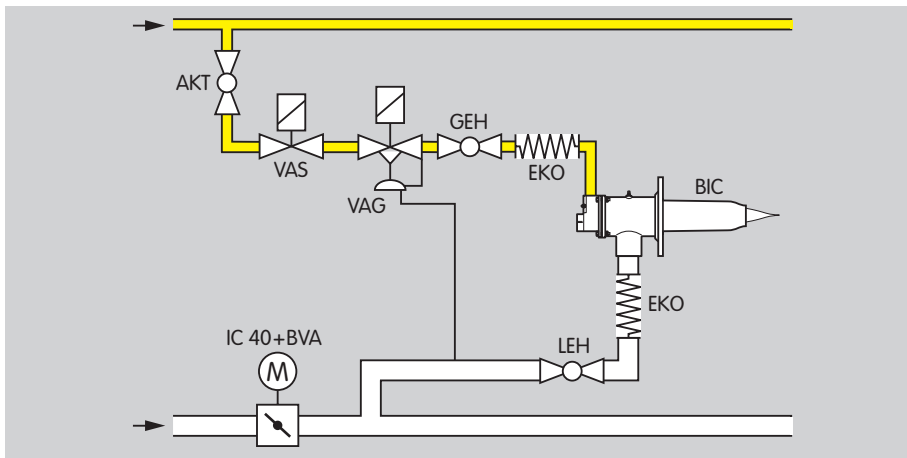 AKT
VAS
VAG
GEH
EKO
BIC
EKO
LEH
IC 40+BVA
M